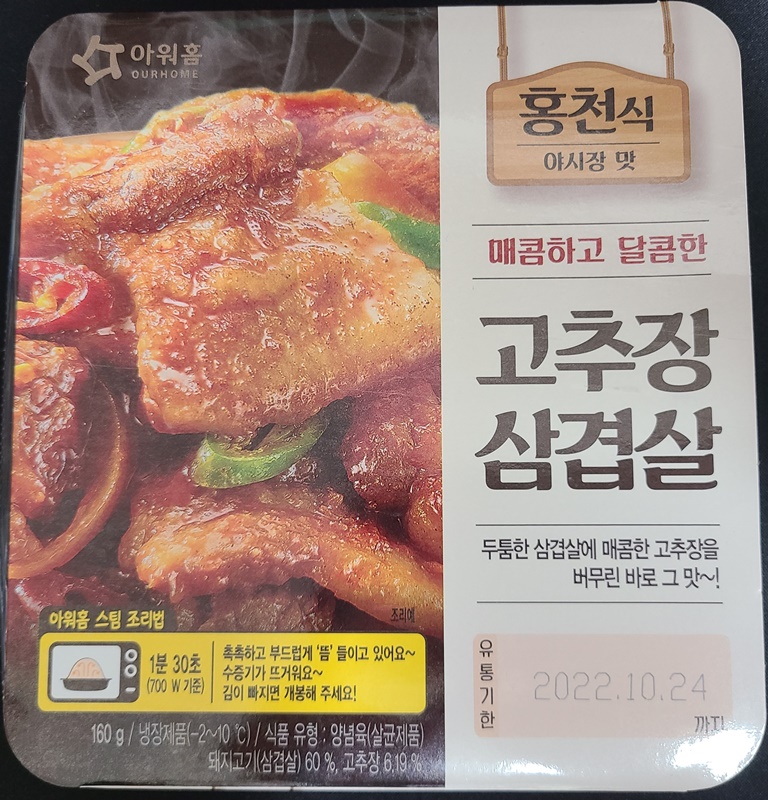 아워홈
OURHOME
홍천식
야시장 맛
매콤하고 달콤한
고추장
삼겹살
두툼한 삼겹살에 매콤한 고추장을
버무린 바로 그 맛~!
조리예
아워홈 스팀 조리법
1분 30초
(700 W 기준)
촉촉하고 부드럽게 '뜸' 들이고 있어요~
수증기가 뜨거워요~
김이 빠지면 개봉해 주세요!
유통기한
2022.10.24
까지
160 g / 냉장제품(-2~10 ℃) / 식품 유형 : 양념육(살균제품)
돼지고기(삼겹살) 60 %, 고추장 6.19 %